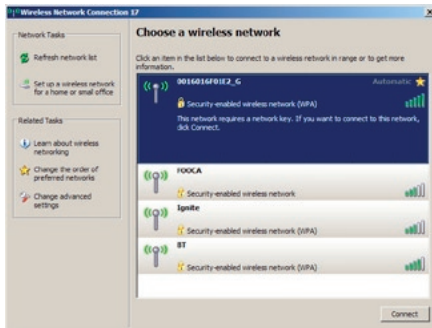 Wireless Network Connection 17
Network Tasks
Refresh network list
Set up a wireless network
for a home or small office
Related Tasks
Learn about wireless
networking
Change the order of
preferred networks
Change advanced
settings
Choose a wireless network
Click an item in the list below to connect to a wireless network in range or to get more
information.
0016016F01E2_G
Automatic
Security-enabled wireless network (WPA)
This network requires a network key. If you want to connect to this network,
click Connect.
FOOCA
Security-enabled wireless network
Ignite
Security-enabled wireless network (WPA)
BT
Security-enabled wireless network (WPA)
Connect